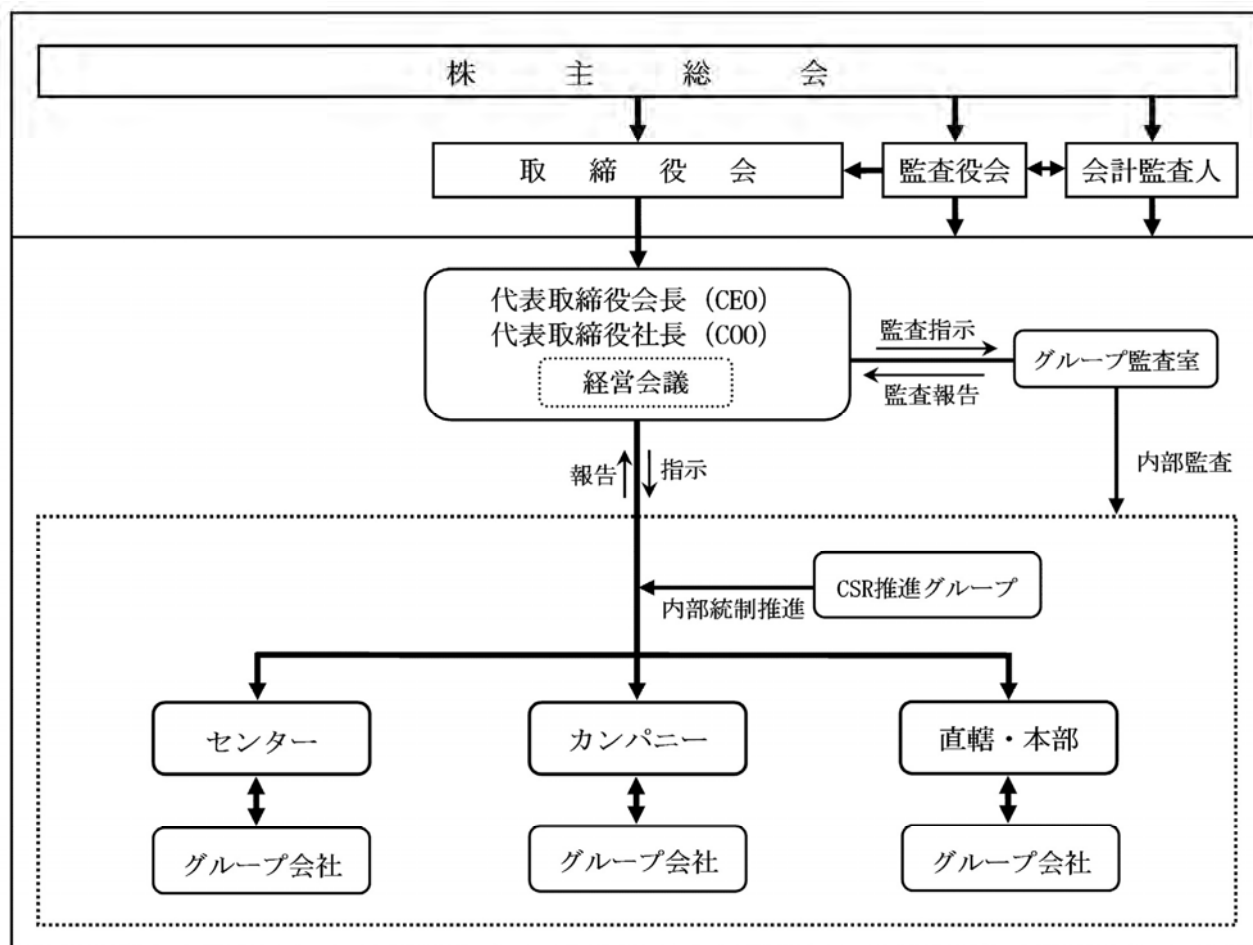 株主総会
取締役会
監査役会
会計監査人
代表取締役会長（CEO）
代表取締役社長（COO）
経営会議
監査指示
監査報告
グループ監査室
報告
指示
内部監査
CSR推進グループ
内部統制推進
センター
カンパニー
直轄・本部
グループ会社
グループ会社
グループ会社